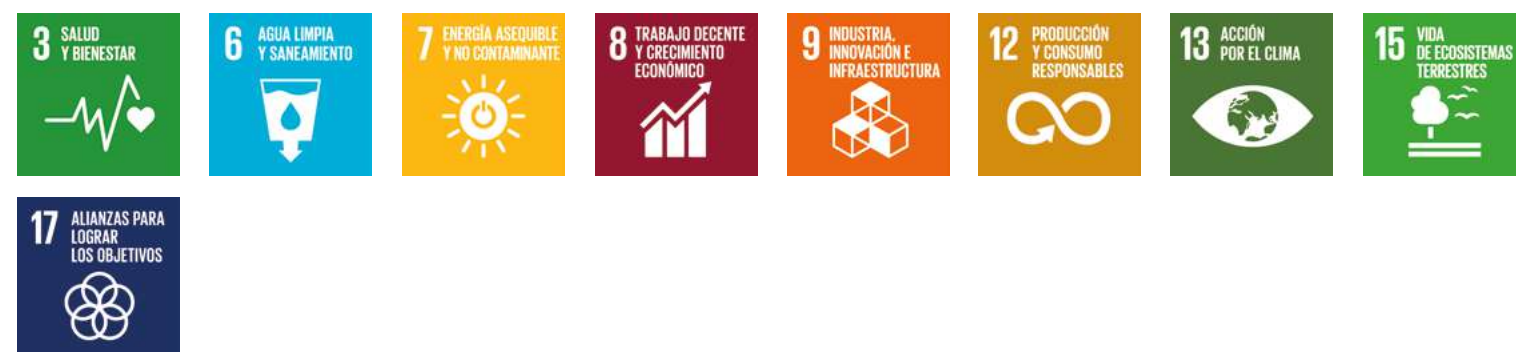 3 SALUD
Y BIENESTAR
6 AGUA LIMPIA
Y SANEAMIENTO
7 ENERGÍA ASEQUIBLE
Y NO CONTAMINANTE
8 TRABAJO DECENTE
Y CRECIMIENTO
ECONÓMICO
9 INDUSTRIA,
INNOVACIÓN E
INFRAESTRUCTURA
12 PRODUCCIÓN
Y CONSUMO
RESPONSABLES
13 ACCIÓN
POR EL CLIMA
15 VIDA
DE ECOSISTEMAS
TERRESTRES
17 ALIANZAS PARA
LOGRAR
LOS OBJETIVOS